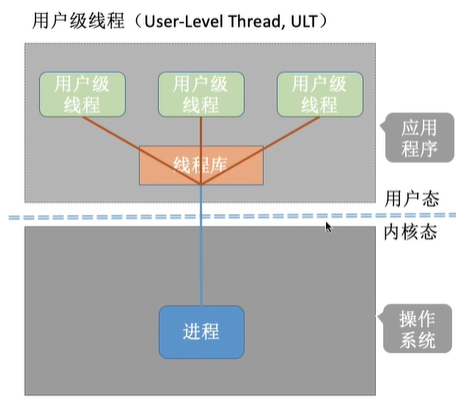 用户级线程（User-Level Thread, ULT）
用户级
线程
用户级
线程
用户级
线程
线程库
应用
程序
用户态
内核态
进程
操作
系统